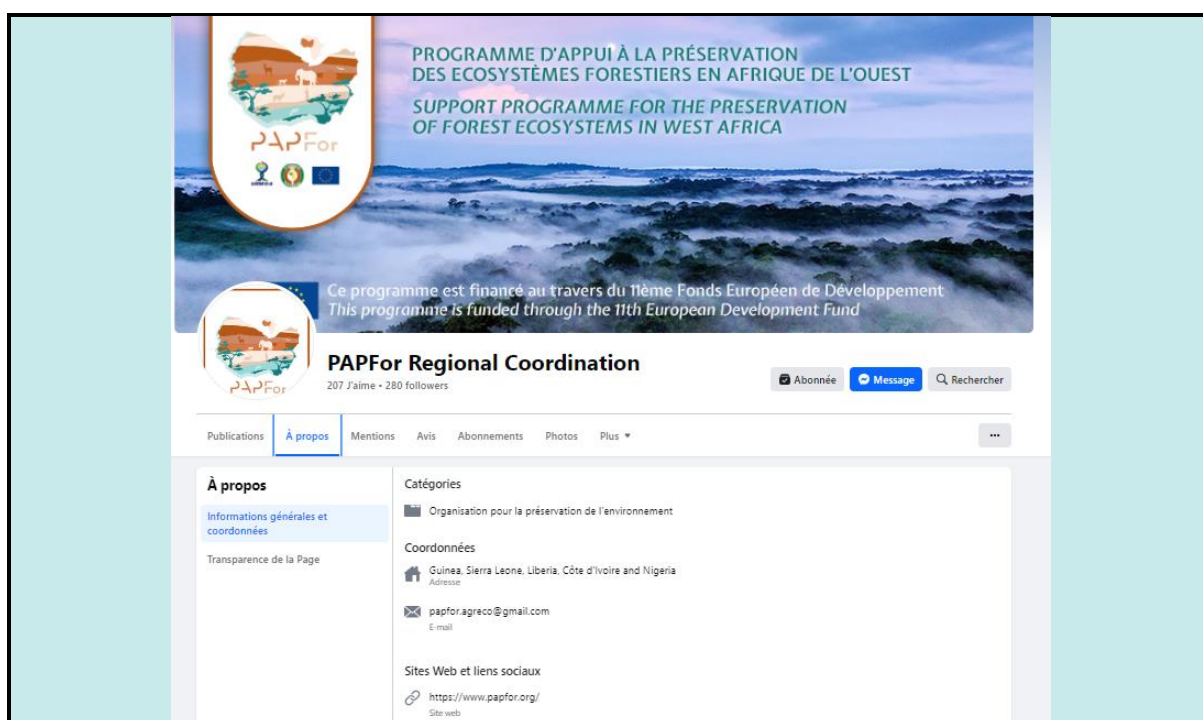 PROGRAMME D'APPUI À LA PRÉSERVATION
DES ECOSYSTÈMES FORESTIERS EN AFRIQUE DE L'OUEST
SUPPORT PROGRAMME FOR THE PRESERVATION
OF FOREST ECOSYSTEMS IN WEST AFRICA
PAPFor
Ce programme est financé au travers du 11ème Fonds Européen de Développement
This programme is funded through the 11th European Development Fund
PAPFor
PAPFor Regional Coordination
207 J'aime • 280 followers
Abonnée
Message
Rechercher
Publications
À propos
Mentions
Avis
Abonnements
Photos
Plus
À propos
Informations générales et
coordonnées
Transparence de la Page
Catégories
Organisation pour la préservation de l'environnement
Coordonnées
Guinea, Sierra Leone, Liberia, Côte d'Ivoire and Nigeria
Adresse
papfor.agreco@gmail.com
E-mail
Sites Web et liens sociaux
https://www.papfor.org/
Site web